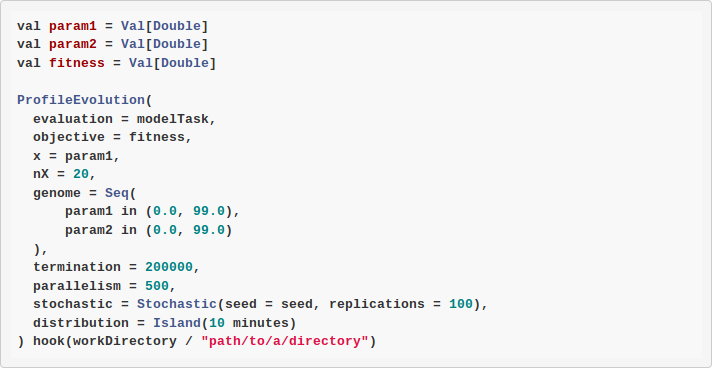 val param1 = Val[Double]
val param2 = Val[Double]
val fitness = Val[Double]

ProfileEvolution(
  evaluation = modelTask,
  objective = fitness,
  x = param1,
  nX = 20,
  genome = Seq(
      param1 in (0.0, 99.0),
      param2 in (0.0, 99.0)
  ),
  termination = 200000,
  parallelism = 500,
  stochastic = Stochastic(seed = seed, replications = 100),
  distribution = Island(10 minutes)
) hook(workDirectory / "path/to/a/directory")